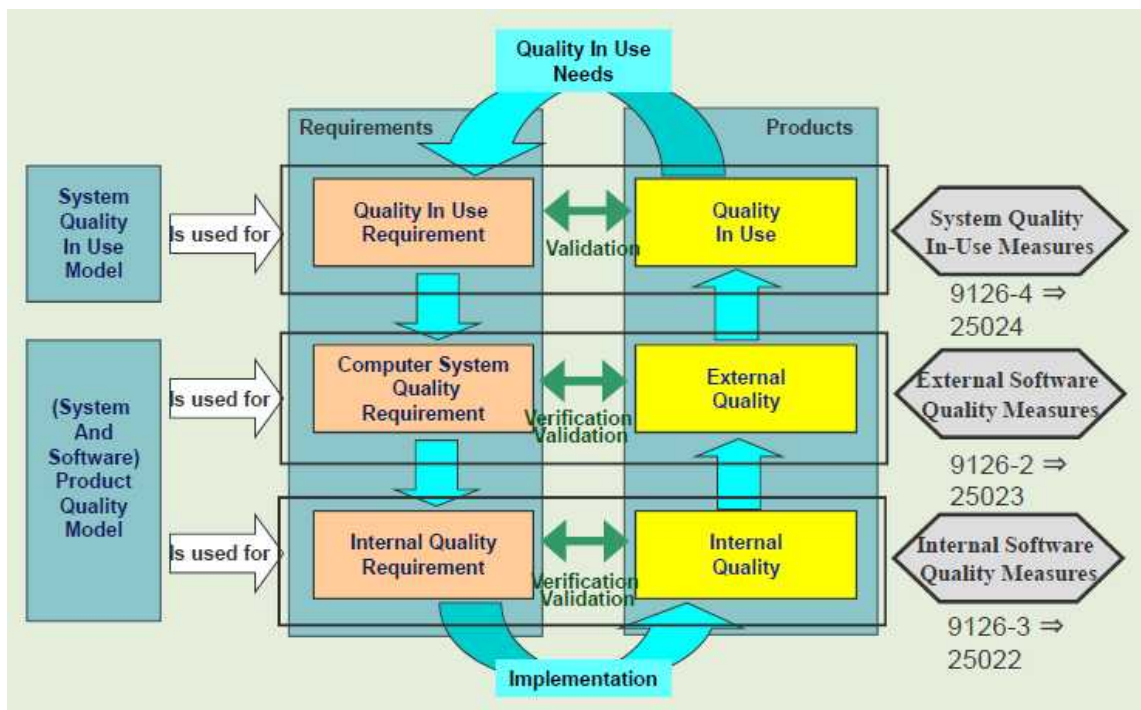 Quality In Use
Needs
Requirements
Products
System
Quality
In Use
Model
Is used for
Quality In Use
Requirement
Validation
Quality
In Use
System Quality
In-Use Measures
9126-4 ⇒
25024
(System
And
Software)
Product
Quality
Model
Is used for
Computer System
Quality
Requirement
Verification
Validation
External
Quality
External Software
Quality Measures
9126-2 ⇒
25023
Is used for
Internal Quality
Requirement
Verification
Validation
Internal
Quality
Internal Software
Quality Measures
9126-3 ⇒
25022
Implementation